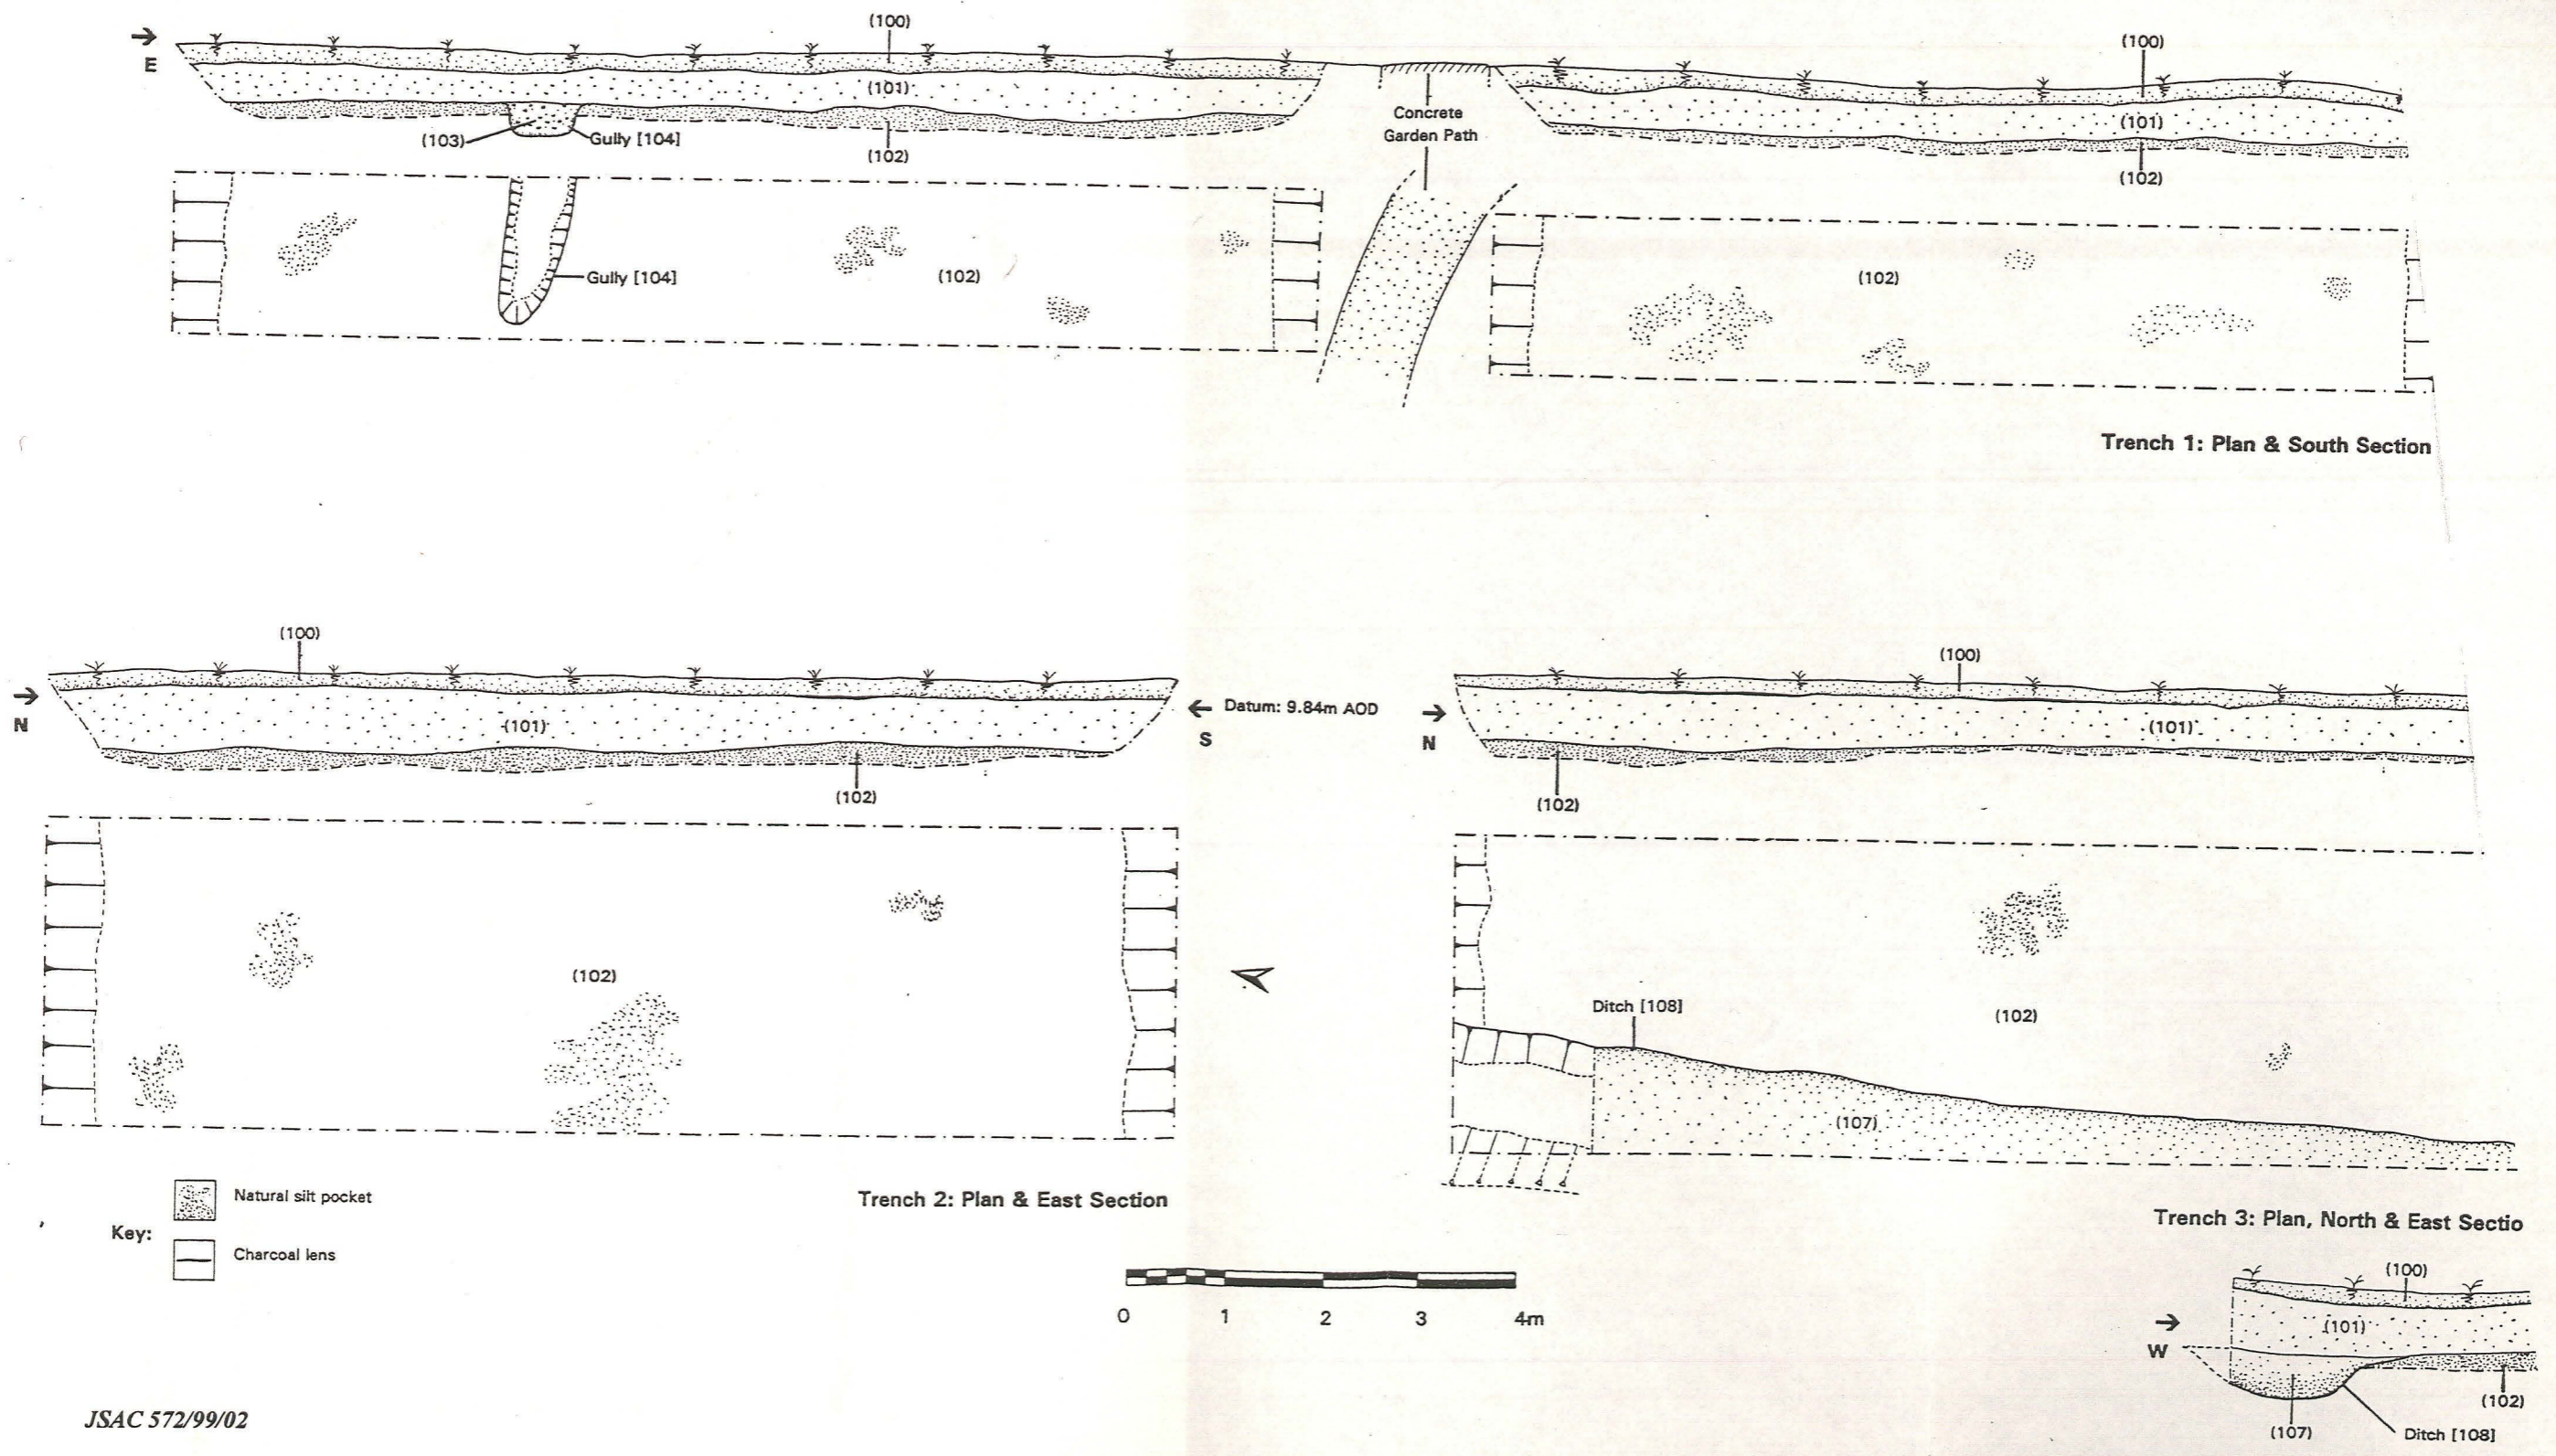 (100)
(100)
E
(101)
Concrete
Garden Path
(101)
(103)
Gully [104]
(102)
(102)
Gully [104]
(102)
(102)
Trench 1: Plan & South Section
(100)
(100)
N
(101)
Datum: 9.84m AOD
S
N
(101)
(102)
(102)
(102)
Ditch [108]
(102)
(107)
Natural silt pocket
Trench 2: Plan & East Section
Key:
Charcoal lens
Trench 3: Plan, North & East Sectio
0 1 2 3 4m
(100)
(101)
W
(102)
(107)
Ditch [108]
JSAC 572/99/02